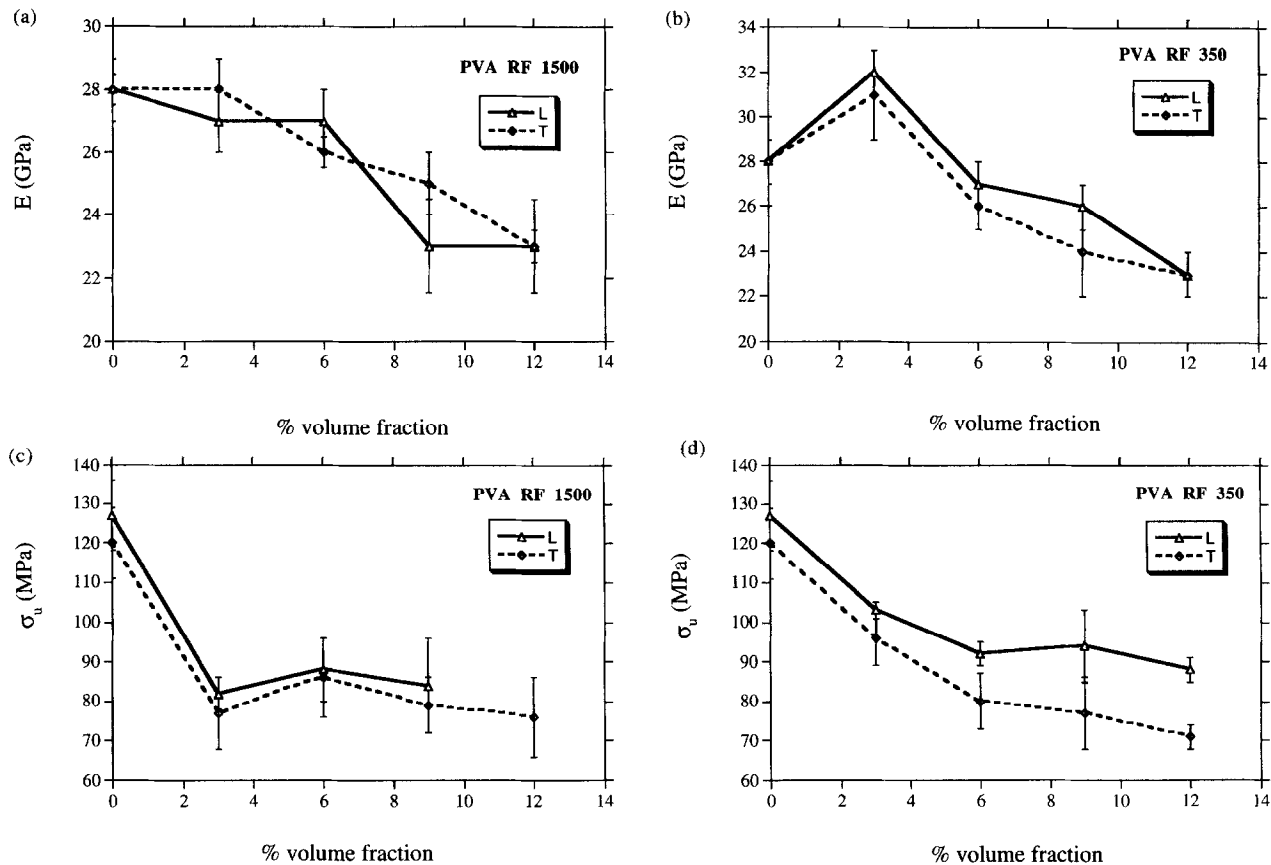 (a)
30
28
26
24
22
20
E (GPa)
PVA RF 1500
L
T
0 2 4 6 8 10 12 14
% volume fraction
(b)
34
32
30
28
26
24
22
20
E (GPa)
PVA RF 350
L
T
0 2 4 6 8 10 12 14
% volume fraction
(c)
140
130
120
110
100
90
80
70
60
σu (MPa)
PVA RF 1500
L
T
0 2 4 6 8 10 12 14
% volume fraction
(d)
140
130
120
110
100
90
80
70
60
σu (MPa)
PVA RF 350
L
T
0 2 4 6 8 10 12 14
% volume fraction